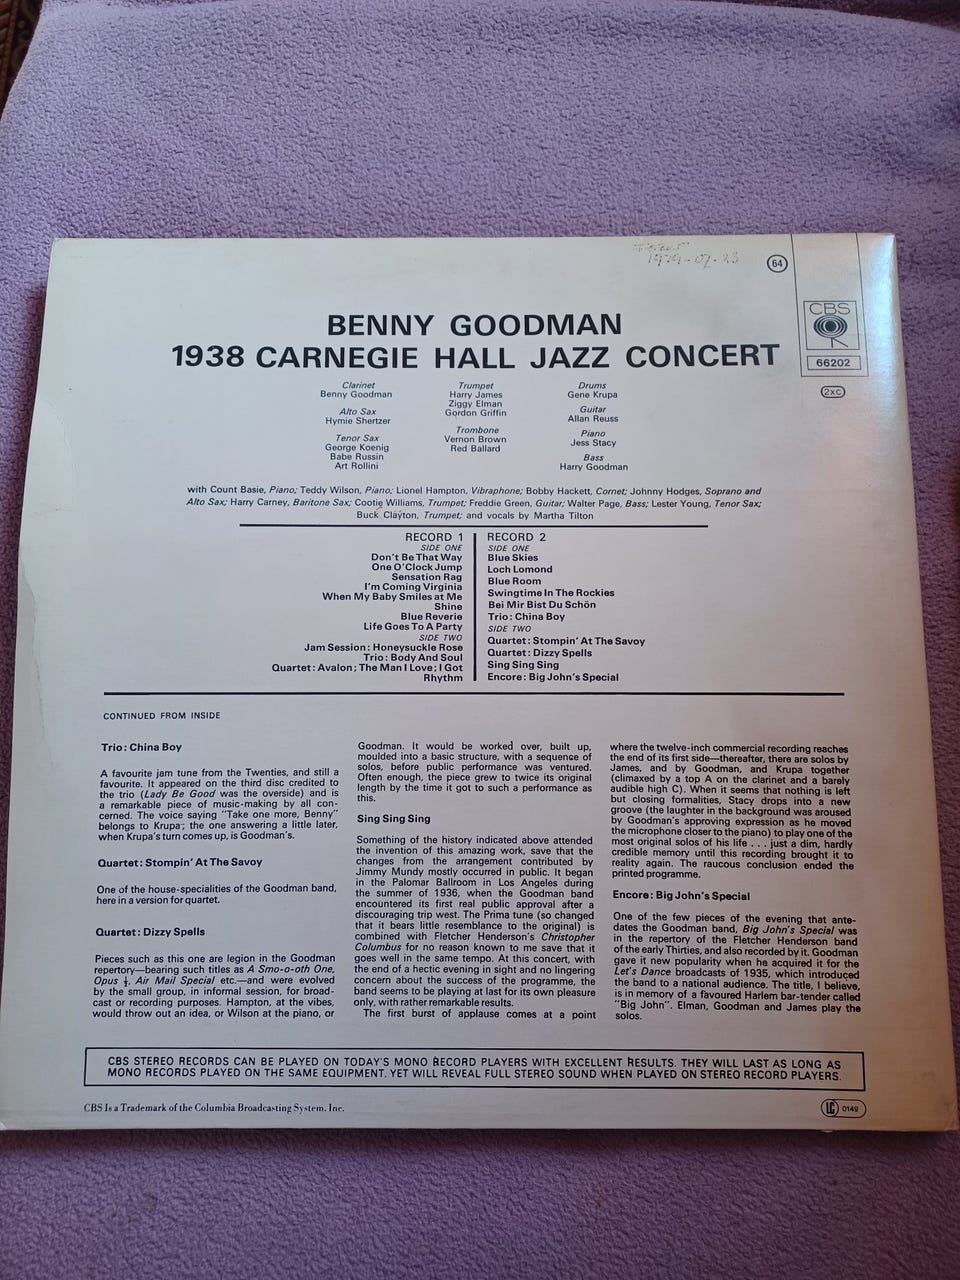 1979-07-23
64
CBS
66202
2xc
BENNY GOODMAN
1938 CARNEGIE HALL JAZZ CONCERT
Clarinet
Benny Goodman
Alto Sax
Hymie Shertzer
Tenor Sax
George Koenig
Babe Russin
Art Rollini
Trumpet
Harry James
Ziggy Elman
Gordon Griffin
Trombone
Vernon Brown
Red Ballard
Drums
Gene Krupa
Guitar
Allan Reuss
Piano
Jess Stacy
Bass
Harry Goodman
with Count Basie, Piano; Teddy Wilson, Piano; Lionel Hampton, Vibraphone; Bobby Hackett, Cornet; Johnny Hodges, Soprano and
Alto Sax; Harry Carney, Baritone Sax; Cootie Williams, Trumpet; Freddie Green, Guitar; Walter Page, Bass; Lester Young, Tenor Sax;
Buck Clayton, Trumpet; and vocals by Martha Tilton
RECORD 1
SIDE ONE
Don't Be That Way
One O'Clock Jump
Sensation Rag
I'm Coming Virginia
When My Baby Smiles at Me
Shine
Blue Reverie
Life Goes To A Party
SIDE TWO
Jam Session: Honeysuckle Rose
Trio: Body And Soul
Quartet: Avalon; The Man I Love; I Got
Rhythm
RECORD 2
SIDE ONE
Blue Skies
Loch Lomond
Blue Room
Swingtime In The Rockies
Bei Mir Bist Du Schön
Trio: China Boy
SIDE TWO
Quartet: Stompin' At The Savoy
Quartet: Dizzy Spells
Sing Sing Sing
Encore: Big John's Special
CONTINUED FROM INSIDE
Trio: China Boy
A favourite jam tune from the Twenties, and still a
favourite. It appeared on the third disc credited to
the trio (Lady Be Good was the overside) and is
a remarkable piece of music-making by all con-
cerned. The voice saying "Take one more, Benny"
belongs to Krupa; the one answering a little later,
when Krupa's turn comes up, is Goodman's.
Quartet: Stompin' At The Savoy
One of the house-specialities of the Goodman band,
here in a version for quartet.
Quartet: Dizzy Spells
Pieces such as this one are legion in the Goodman
repertory—bearing such titles as A Smo-o-oth One,
Opus ½, Air Mail Special etc.—and were evolved
by the small group, in informal session, for broad-
cast or recording purposes. Hampton, at the vibes,
would throw out an idea, or Wilson at the piano, or
Goodman. It would be worked over, built up,
moulded into a basic structure, with a sequence of
solos, before public performance was ventured.
Often enough, the piece grew to twice its original
length by the time it got to such a performance as
this.
Sing Sing Sing
Something of the history indicated above attended
the invention of this amazing work, save that the
changes from the arrangement contributed by
Jimmy Mundy mostly occurred in public. It began
in the Palomar Ballroom in Los Angeles during
the summer of 1936, when the Goodman band
encountered its first real public approval after a
discouraging trip west. The Prima tune (so changed
that it bears little resemblance to the original) is
combined with Fletcher Henderson's Christopher
Columbus for no reason known to me save that it
goes well in the same tempo. At this concert, with
the end of a hectic evening in sight and no lingering
concern about the success of the programme, the
band seems to be playing at last for its own pleasure
only, with rather remarkable results.
The first burst of applause comes at a point
where the twelve-inch commercial recording reaches
the end of its first side—thereafter, there are solos by
James, and by Goodman, and Krupa together
(climaxed by a top A on the clarinet and a barely
audible high C). When it seems that nothing is left
but closing formalities, Stacy drops into a new
groove (the laughter in the background was aroused
by Goodman's approving expression as he moved
the microphone closer to the piano) to play one of the
most original solos of his life . . . just a dim, hardly
credible memory until this recording brought it to
reality again. The raucous conclusion ended the
printed programme.
Encore: Big John's Special
One of the few pieces of the evening that ante-
dates the Goodman band, Big John's Special was
in the repertory of the Fletcher Henderson band
of the early Thirties, and also recorded by it. Goodman
gave it new popularity when he acquired it for the
Let's Dance broadcasts of 1935, which introduced
the band to a national audience. The title, I believe,
is in memory of a favoured Harlem bar-tender called
"Big John". Elman, Goodman and James play the
solos.
CBS STEREO RECORDS CAN BE PLAYED ON TODAY'S MONO RECORD PLAYERS WITH EXCELLENT RESULTS. THEY WILL LAST AS LONG AS
MONO RECORDS PLAYED ON THE SAME EQUIPMENT, YET WILL REVEAL FULL STEREO SOUND WHEN PLAYED ON STEREO RECORD PLAYERS.
CBS Is a Trademark of the Columbia Broadcasting System, Inc.
LC 0149